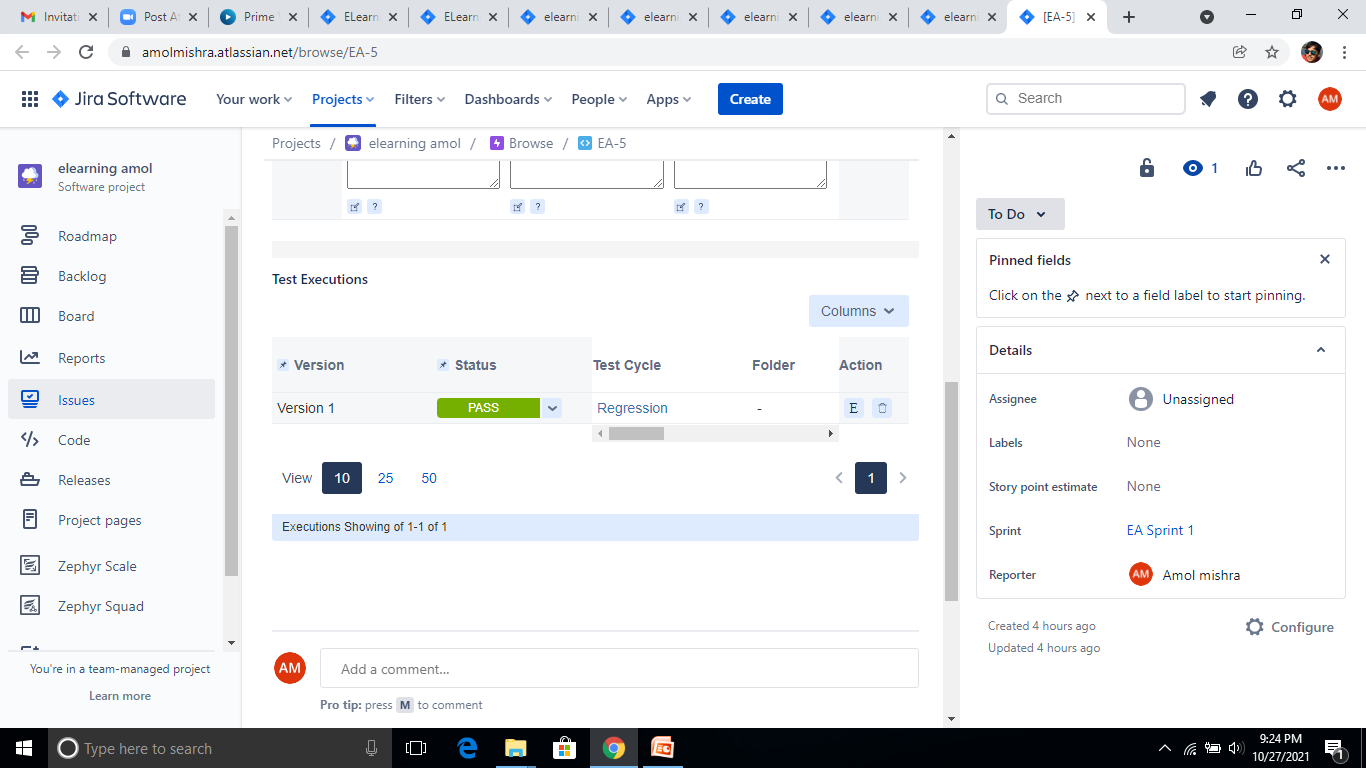 Invitati
Post At
Prime
ELearn
ELearn
elearni
elearni
elearni
elearni
elearni
[EA-5]
amolmishra.atlassian.net/browse/EA-5
Jira Software
Your work
Projects
Filters
Dashboards
People
Apps
Create
Search
AM
elearning amol
Software project
Roadmap
Backlog
Board
Reports
Issues
Code
Releases
Project pages
Zephyr Scale
Zephyr Squad
You're in a team-managed project
Learn more
Projects / elearning amol / Browse / EA-5
? ? ?
Test Executions
Columns
Version Status Test Cycle Folder Action
Version 1 PASS Regression - E
View 10 25 50 1
Executions Showing of 1-1 of 1
AM Add a comment...
Pro tip: press M to comment
1
To Do
Pinned fields
Click on the next to a field label to start pinning.
Details
Assignee Unassigned
Labels None
Story point estimate None
Sprint EA Sprint 1
Reporter AM Amol mishra
Created 4 hours ago
Configure
Updated 4 hours ago
Type here to search
9:24 PM
10/27/2021
1